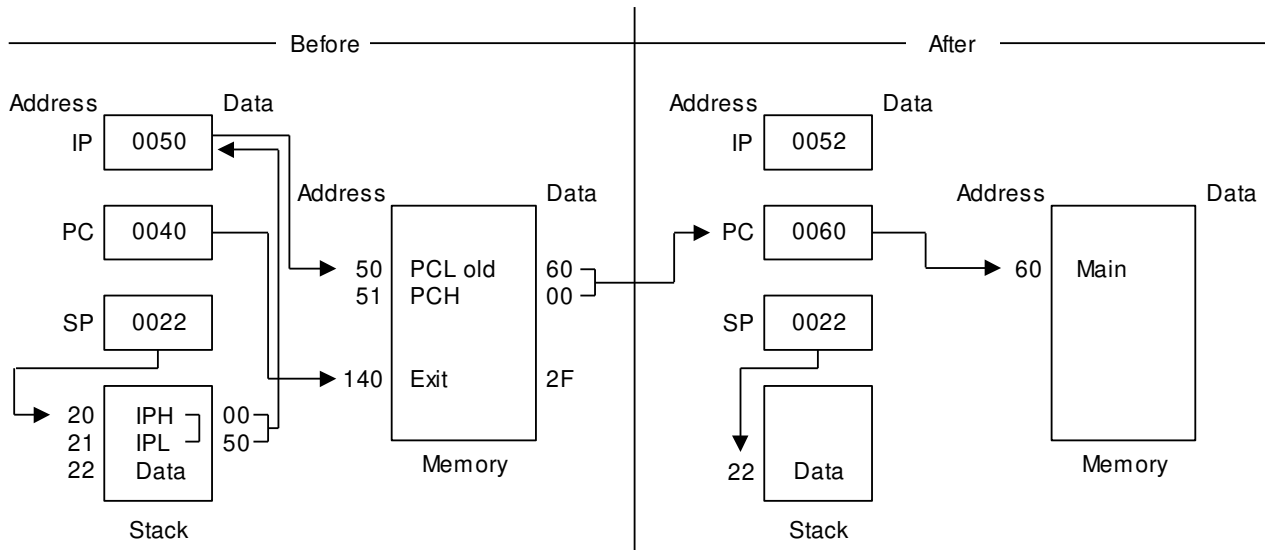 Before
Address Data
IP 0050
PC 0040
SP 0022
20 IPH 00
21 IPL 50
22 Data
Stack
Address Data
50 PCL old 60
51 PCH 00
140 Exit 2F
Memory
After
Address Data
IP 0052
PC 0060
SP 0022
22 Data
Stack
Address Data
60 Main
Memory